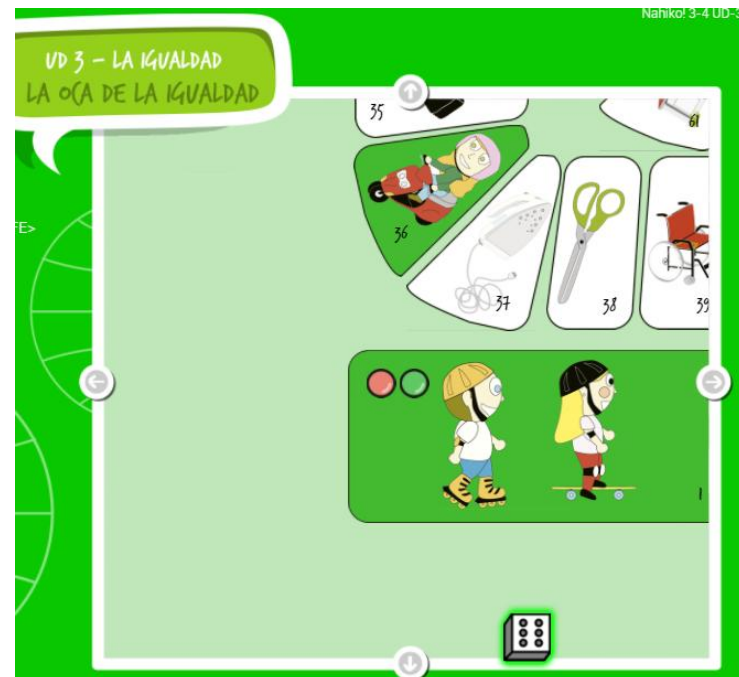 Nahiko! 3-4 UD-3
UD 3 – LA IGUALDAD
LA OCA DE LA IGUALDAD
35
61
36
37
38
39
FE>
1